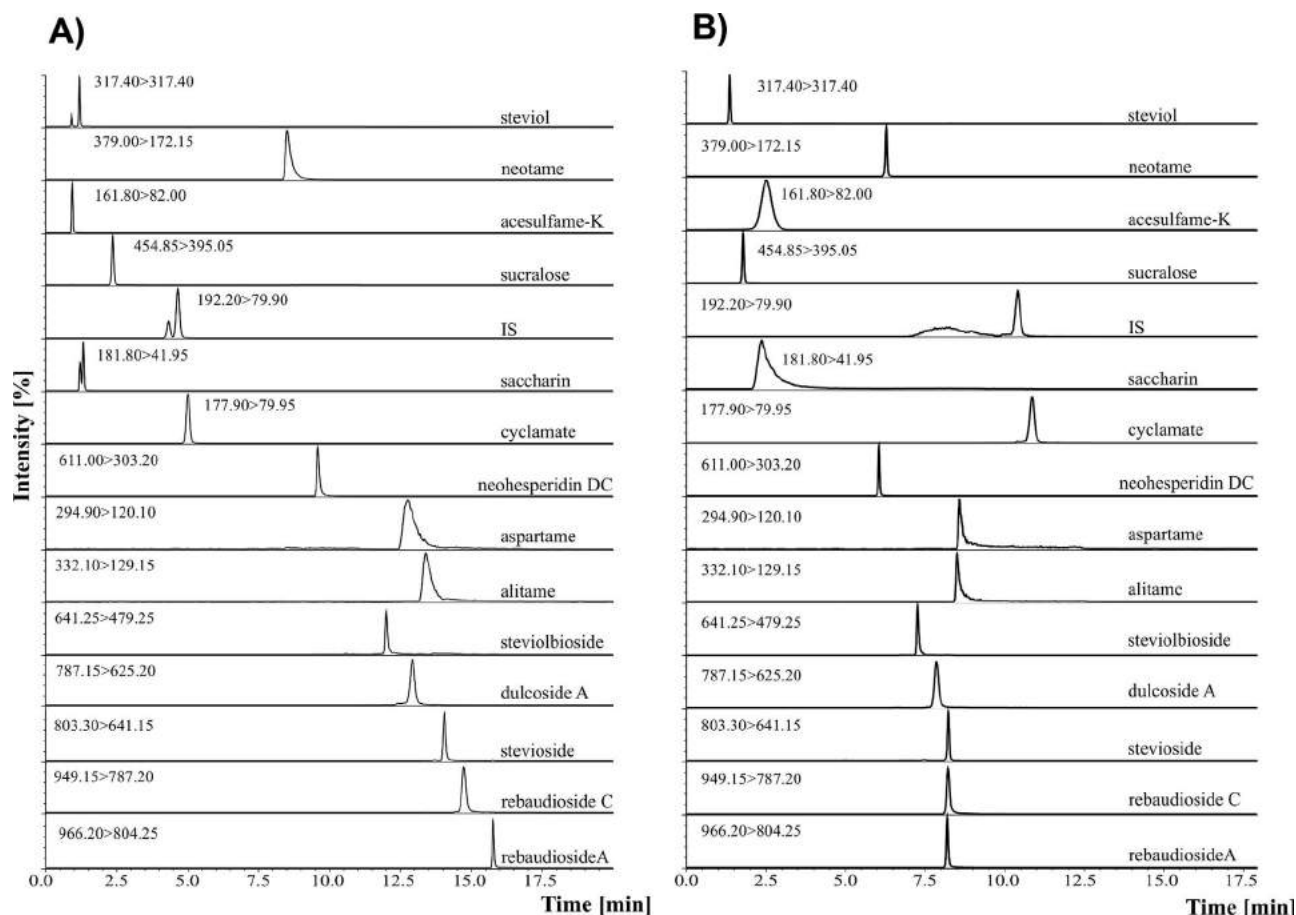 A)
317.40>317.40
steviol
379.00>172.15
neotame
161.80>82.00
acesulfame-K
454.85>395.05
sucralose
192.20>79.90
IS
181.80>41.95
saccharin
177.90>79.95
cyclamate
611.00>303.20
neohesperidin DC
294.90>120.10
aspartame
332.10>129.15
alitame
641.25>479.25
steviolbioside
787.15>625.20
dulcoside A
803.30>641.15
stevioside
949.15>787.20
rebaudioside C
966.20>804.25
rebaudiosideA
Intensity [%]
0.0 2.5 5.0 7.5 10.0 12.5 15.0 17.5
Time [min]
B)
317.40>317.40
steviol
379.00>172.15
neotame
161.80>82.00
acesulfame-K
454.85>395.05
sucralose
192.20>79.90
IS
181.80>41.95
saccharin
177.90>79.95
cyclamate
611.00>303.20
neohesperidin DC
294.90>120.10
aspartame
332.10>129.15
alitame
641.25>479.25
steviolbioside
787.15>625.20
dulcoside A
803.30>641.15
stevioside
949.15>787.20
rebaudioside C
966.20>804.25
rebaudiosideA
0.0 2.5 5.0 7.5 10.0 12.5 15.0 17.5
Time [min]